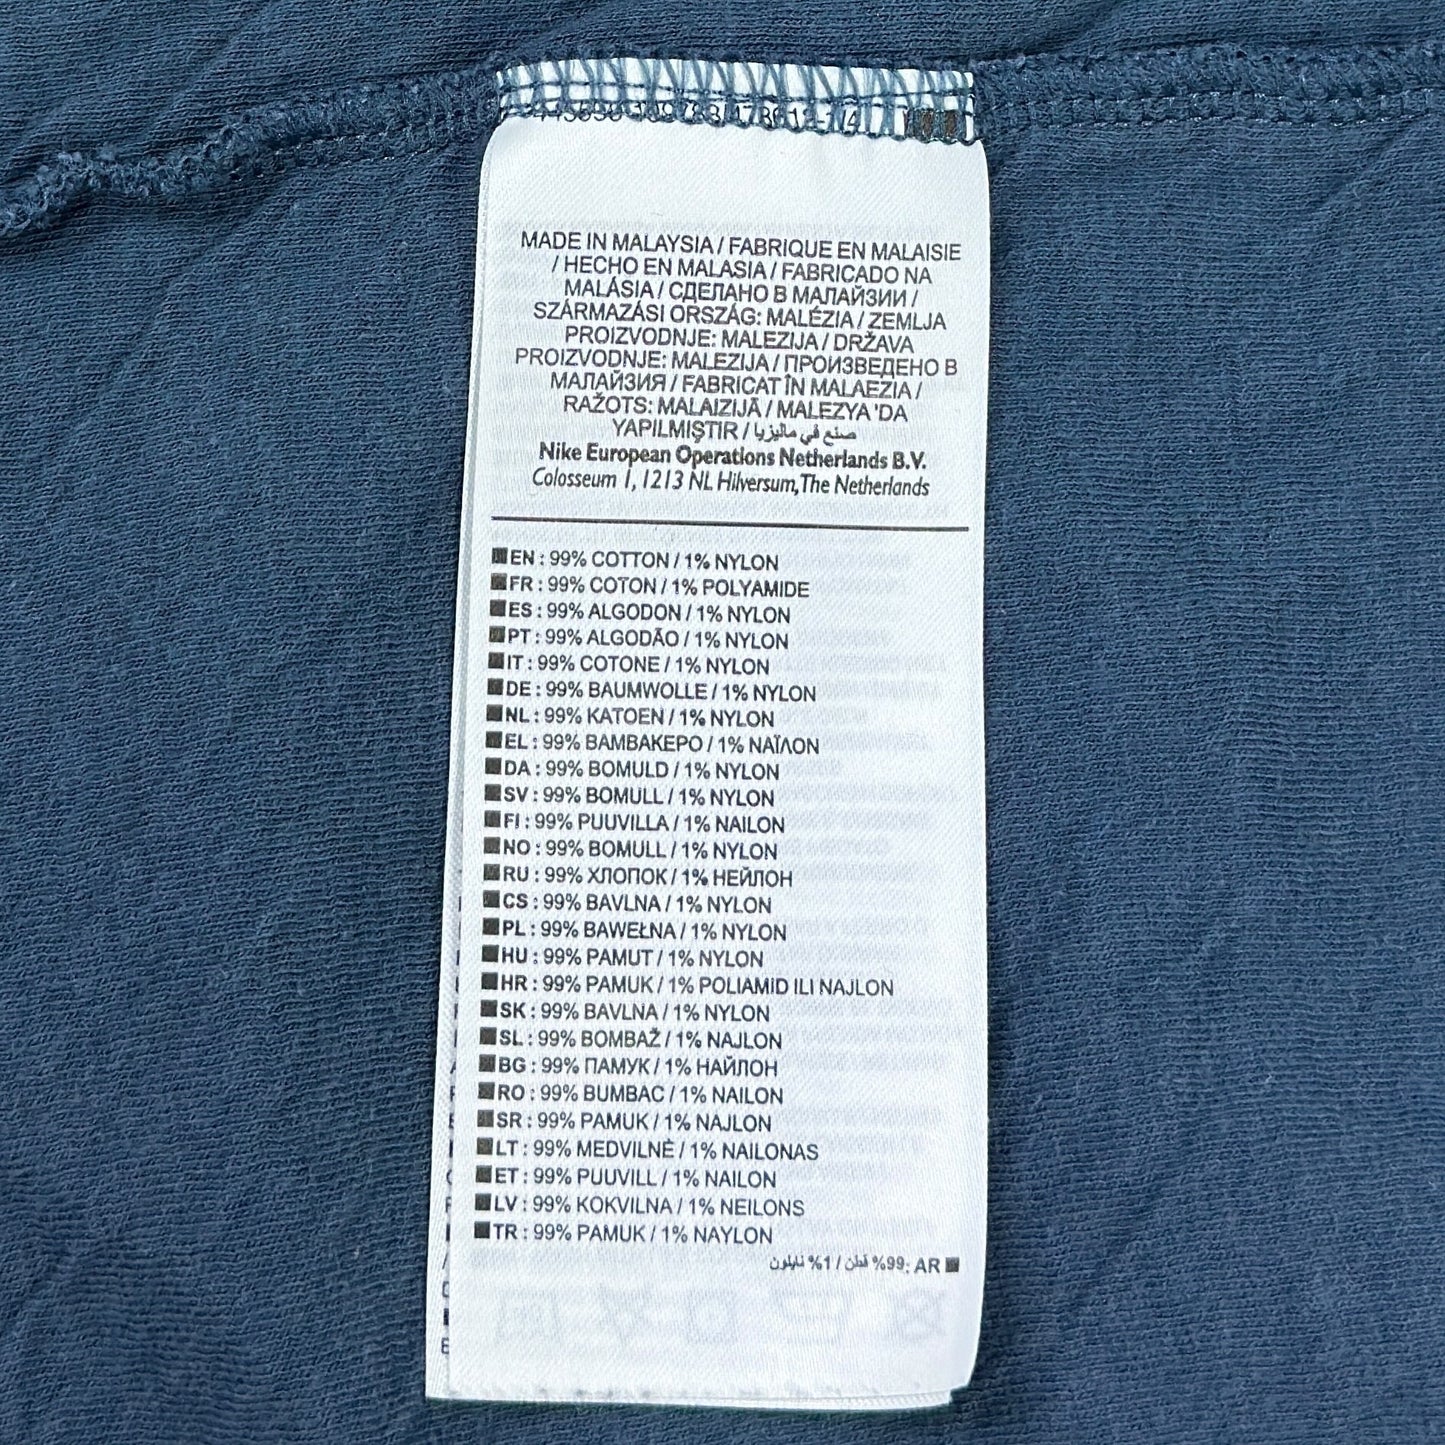 MADE IN MALAYSIA / FABRIQUE EN MALAISIE
/ HECHO EN MALASIA / FABRICADO NA
MALÁSIA / СДЕЛАНО В МАЛАЙЗИИ /
SZÁRMAZÁSI ORSZÁG: MALÉZIA / ZEMLJA
PROIZVODNJE: MALEZIJA / DRŽAVA
PROIZVODNJE: MALEZIJA / ПРОИЗВЕДЕНО В
МАЛАЙЗИЯ / FABRICAT ÎN MALAEZIA /
RAŽOTS: MALAIZIJĀ / MALEZYA 'DA
YAPILMIŞTIR / صنع في ماليزيا
Nike European Operations Netherlands B.V.
Colosseum 1, 1213 NL Hilversum, The Netherlands
EN : 99% COTTON / 1% NYLON
FR : 99% COTON / 1% POLYAMIDE
ES : 99% ALGODON / 1% NYLON
PT : 99% ALGODÃO / 1% NYLON
IT : 99% COTONE / 1% NYLON
DE : 99% BAUMWOLLE / 1% NYLON
NL : 99% KATOEN / 1% NYLON
EL : 99% ΒΑΜΒΑΚΕΡΟ / 1% ΝΑΪΛΟΝ
DA : 99% BOMULD / 1% NYLON
SV : 99% BOMULL / 1% NYLON
FI : 99% PUUVILLA / 1% NAILON
NO : 99% BOMULL / 1% NYLON
RU : 99% ХЛОПОК / 1% НЕЙЛОН
CS : 99% BAVLNA / 1% NYLON
PL : 99% BAWEŁNA / 1% NYLON
HU : 99% PAMUT / 1% NYLON
HR : 99% PAMUK / 1% POLIAMID ILI NAJLON
SK : 99% BAVLNA / 1% NYLON
SL : 99% BOMBAŽ / 1% NAJLON
BG : 99% ПАМУК / 1% НАЙЛОН
RO : 99% BUMBAC / 1% NAILON
SR : 99% PAMUK / 1% NAJLON
LT : 99% MEDVILNĖ / 1% NAILONAS
ET : 99% PUUVILL / 1% NAILON
LV : 99% KOKVILNA / 1% NEILONS
TR : 99% PAMUK / 1% NAYLON
AR :99% قطن / 1% نايلون